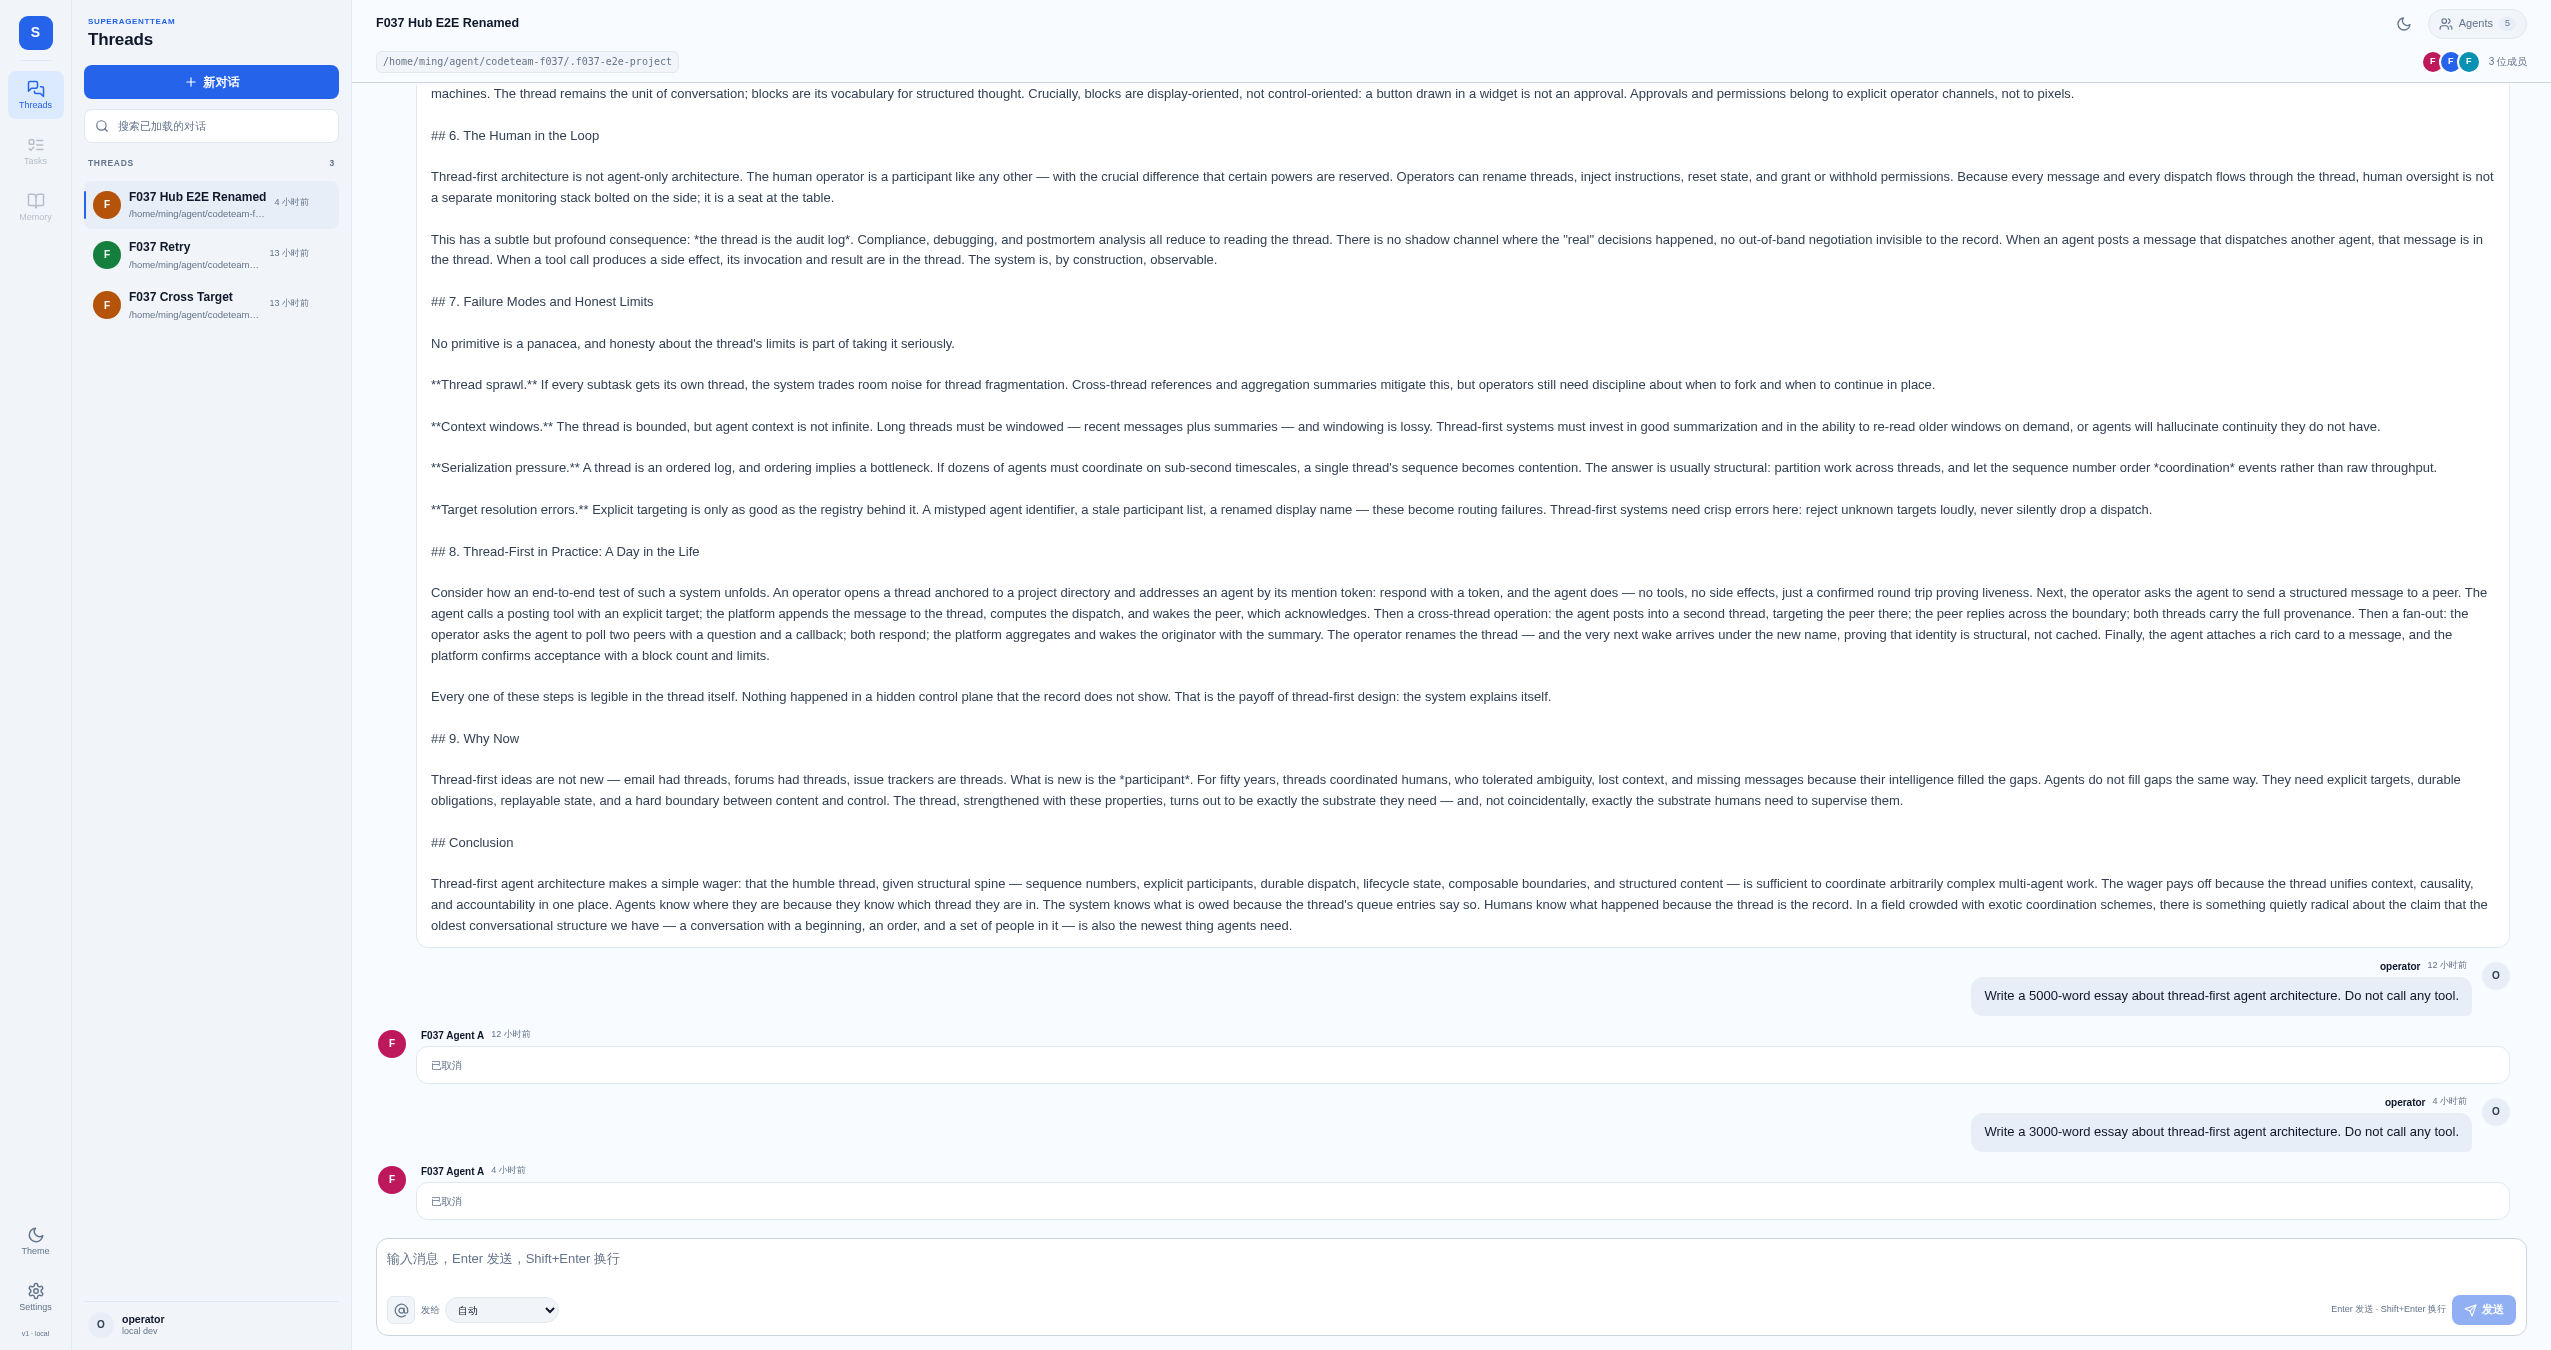 S
Threads
Tasks
Memory
Theme
Settings
v1 · local
SUPERAGENTTEAM
Threads
新对话
搜索已加载的对话
THREADS 3
F F037 Hub E2E Renamed 4 小时前
/home/ming/agent/codeteam-f…
F F037 Retry 13 小时前
/home/ming/agent/codeteam…
F F037 Cross Target 13 小时前
/home/ming/agent/codeteam…
O operator
local dev
F037 Hub E2E Renamed
Agents 5
/home/ming/agent/codeteam-f037/.f037-e2e-project
F F F 3 位成员
machines. The thread remains the unit of conversation; blocks are its vocabulary for structured thought. Crucially, blocks are display-oriented, not control-oriented: a button drawn in a widget is not an approval. Approvals and permissions belong to explicit operator channels, not to pixels.
## 6. The Human in the Loop
Thread-first architecture is not agent-only architecture. The human operator is a participant like any other — with the crucial difference that certain powers are reserved. Operators can rename threads, inject instructions, reset state, and grant or withhold permissions. Because every message and every dispatch flows through the thread, human oversight is not
a separate monitoring stack bolted on the side; it is a seat at the table.
This has a subtle but profound consequence: *the thread is the audit log*. Compliance, debugging, and postmortem analysis all reduce to reading the thread. There is no shadow channel where the "real" decisions happened, no out-of-band negotiation invisible to the record. When an agent posts a message that dispatches another agent, that message is in
the thread. When a tool call produces a side effect, its invocation and result are in the thread. The system is, by construction, observable.
## 7. Failure Modes and Honest Limits
No primitive is a panacea, and honesty about the thread's limits is part of taking it seriously.
**Thread sprawl.** If every subtask gets its own thread, the system trades room noise for thread fragmentation. Cross-thread references and aggregation summaries mitigate this, but operators still need discipline about when to fork and when to continue in place.
**Context windows.** The thread is bounded, but agent context is not infinite. Long threads must be windowed — recent messages plus summaries — and windowing is lossy. Thread-first systems must invest in good summarization and in the ability to re-read older windows on demand, or agents will hallucinate continuity they do not have.
**Serialization pressure.** A thread is an ordered log, and ordering implies a bottleneck. If dozens of agents must coordinate on sub-second timescales, a single thread's sequence becomes contention. The answer is usually structural: partition work across threads, and let the sequence number order *coordination* events rather than raw throughput.
**Target resolution errors.** Explicit targeting is only as good as the registry behind it. A mistyped agent identifier, a stale participant list, a renamed display name — these become routing failures. Thread-first systems need crisp errors here: reject unknown targets loudly, never silently drop a dispatch.
## 8. Thread-First in Practice: A Day in the Life
Consider how an end-to-end test of such a system unfolds. An operator opens a thread anchored to a project directory and addresses an agent by its mention token: respond with a token, and the agent does — no tools, no side effects, just a confirmed round trip proving liveness. Next, the operator asks the agent to send a structured message to a peer. The
agent calls a posting tool with an explicit target; the platform appends the message to the thread, computes the dispatch, and wakes the peer, which acknowledges. Then a cross-thread operation: the agent posts into a second thread, targeting the peer there; the peer replies across the boundary; both threads carry the full provenance. Then a fan-out: the
operator asks the agent to poll two peers with a question and a callback; both respond; the platform aggregates and wakes the originator with the summary. The operator renames the thread — and the very next wake arrives under the new name, proving that identity is structural, not cached. Finally, the agent attaches a rich card to a message, and the
platform confirms acceptance with a block count and limits.
Every one of these steps is legible in the thread itself. Nothing happened in a hidden control plane that the record does not show. That is the payoff of thread-first design: the system explains itself.
## 9. Why Now
Thread-first ideas are not new — email had threads, forums had threads, issue trackers are threads. What is new is the *participant*. For fifty years, threads coordinated humans, who tolerated ambiguity, lost context, and missing messages because their intelligence filled the gaps. Agents do not fill gaps the same way. They need explicit targets, durable
obligations, replayable state, and a hard boundary between content and control. The thread, strengthened with these properties, turns out to be exactly the substrate they need — and, not coincidentally, exactly the substrate humans need to supervise them.
## Conclusion
Thread-first agent architecture makes a simple wager: that the humble thread, given structural spine — sequence numbers, explicit participants, durable dispatch, lifecycle state, composable boundaries, and structured content — is sufficient to coordinate arbitrarily complex multi-agent work. The wager pays off because the thread unifies context, causality,
and accountability in one place. Agents know where they are because they know which thread they are in. The system knows what is owed because the thread's queue entries say so. Humans know what happened because the thread is the record. In a field crowded with exotic coordination schemes, there is something quietly radical about the claim that the
oldest conversational structure we have — a conversation with a beginning, an order, and a set of people in it — is also the newest thing agents need.
operator 12 小时前 O
Write a 5000-word essay about thread-first agent architecture. Do not call any tool.
F F037 Agent A 12 小时前
已取消
operator 4 小时前 O
Write a 3000-word essay about thread-first agent architecture. Do not call any tool.
F F037 Agent A 4 小时前
已取消
输入消息，Enter 发送，Shift+Enter 换行
发给 自动
Enter 发送 · Shift+Enter 换行 发送